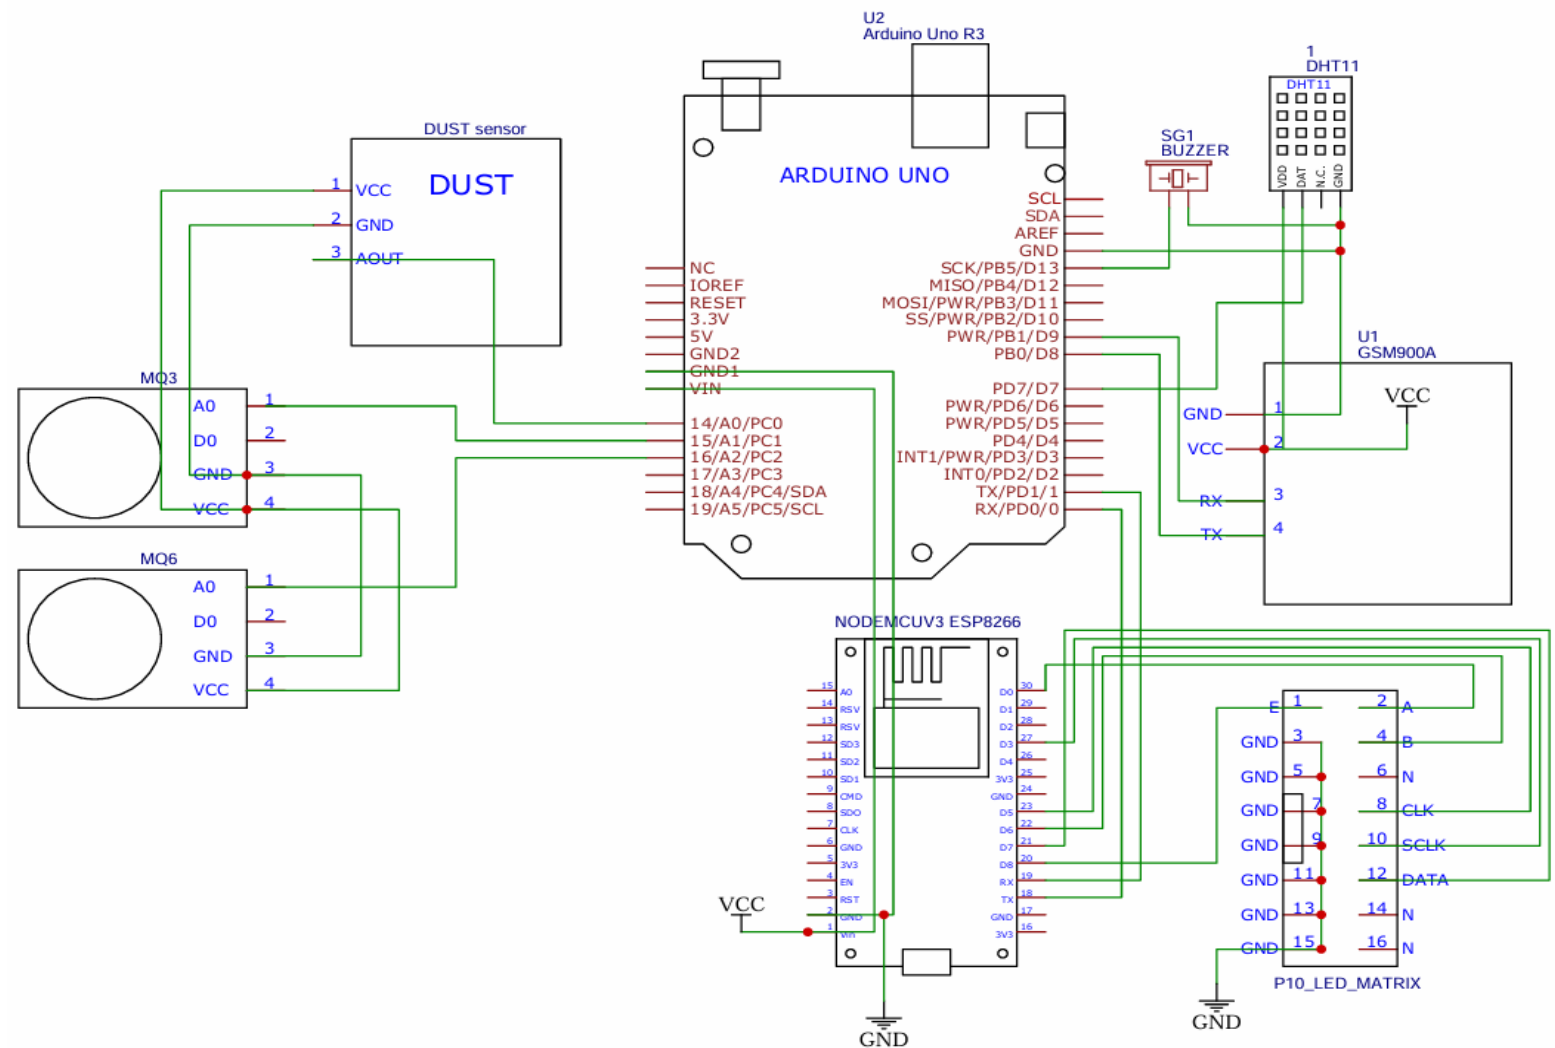 U2
Arduino Uno R3
ARDUINO UNO
SCL
SDA
AREF
GND
SCK/PB5/D13
MISO/PB4/D12
MOSI/PWR/PB3/D11
SS/PWR/PB2/D10
PWR/PB1/D9
PB0/D8
PD7/D7
PWR/PD6/D6
PWR/PD5/D5
PD4/D4
INT1/PWR/PD3/D3
INT0/PD2/D2
TX/PD1/1
RX/PD0/0
NC
IOREF
RESET
3.3V
5V
GND2
GND1
VIN
14/A0/PC0
15/A1/PC1
16/A2/PC2
17/A3/PC3
18/A4/PC4/SDA
19/A5/PC5/SCL
DUST sensor
DUST
1 VCC
2 GND
3 AOUT
MQ3
A0 1
D0 2
GND 3
VCC 4
MQ6
A0 1
D0 2
GND 3
VCC 4
SG1
BUZZER
1
DHT11
DHT11
VDD
DAT
N.C.
GND
U1
GSM900A
VCC
GND 1
VCC 2
RX 3
TX 4
NODEMCUV3 ESP8266
15 A0
14 RSV
13 RSV
12 SD3
11 SD2
10 SD1
9 CMD
8 SDO
7 CLK
6 GND
5 3V3
4 EN
3 RST
2 GND
1 Vin
D0 30
D1 29
D2 28
D3 27
D4 26
3V3 25
GND 24
D5 23
D6 22
D7 21
D8 20
RX 19
TX 18
GND 17
3V3 16
VCC
GND
E 1 2 A
GND 3 4 B
GND 5 6 N
GND 7 8 CLK
GND 9 10 SCLK
GND 11 12 DATA
GND 13 14 N
GND 15 16 N
P10_LED_MATRIX
GND